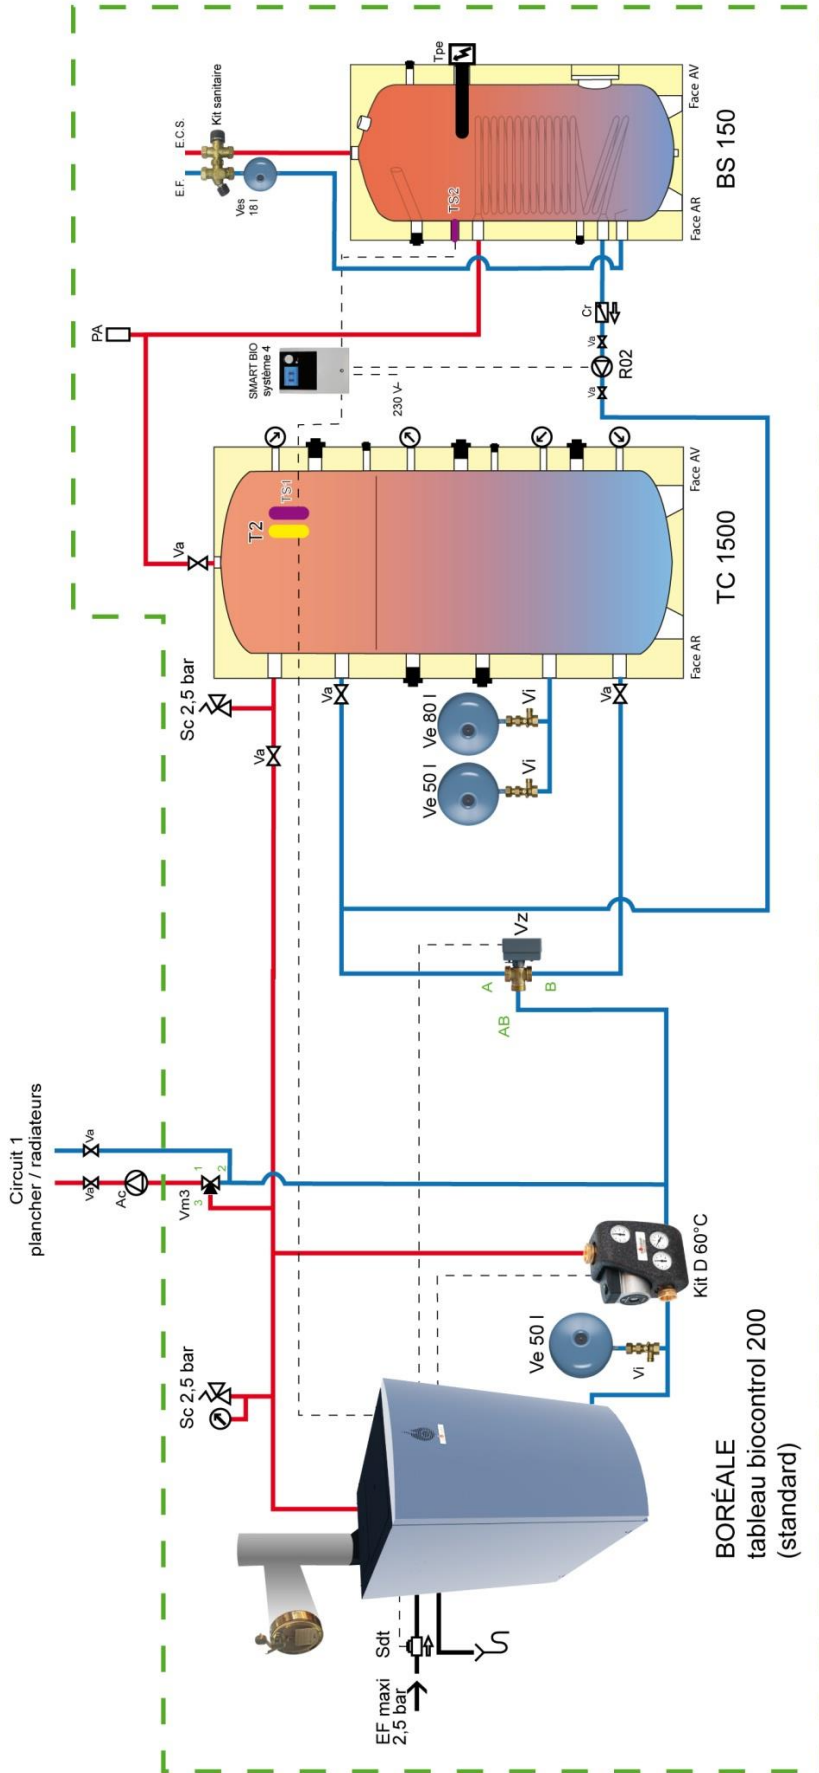 Circuit 1
plancher / radiateurs
Va
Va
Ac
Vm3
1
2
3
Sc 2,5 bar
Sc 2,5 bar
Va
Va
PA
E.F.
E.C.S.
Kit sanitaire
Ves
18 l
SMART BIO
système 4
230 V~
T2
TS1
TS2
Tpe
Va
Va
Ve 50 l
Ve 80 l
Vi
Vi
Face AR
Face AV
TC 1500
Va
Va
R02
Cr
Face AR
Face AV
BS 150
A
B
AB
Vz
Ve 50 l
Vi
Kit D 60°C
EF maxi
2,5 bar
Sdt
BORÉALE
tableau biocontrol 200
(standard)